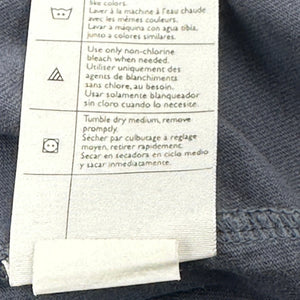 like colors.
Laver à la machine à l'eau chaude
avec les mêmes couleurs.
Lavar a maquina con agua tibia,
junto a colores similares.
Use only non-chlorine
bleach when needed.
Utiliser uniquement des
agents de blanchiments
sans chlore, au besoin.
Usar solamente blanqueador
sin cloro cuando lo necesite.
Tumble dry medium, remove
promptly.
Sécher par culbutage à reglage
moyen, retirer rapidement.
Secar en secadora en ciclo medio
y sacar inmediatamente.